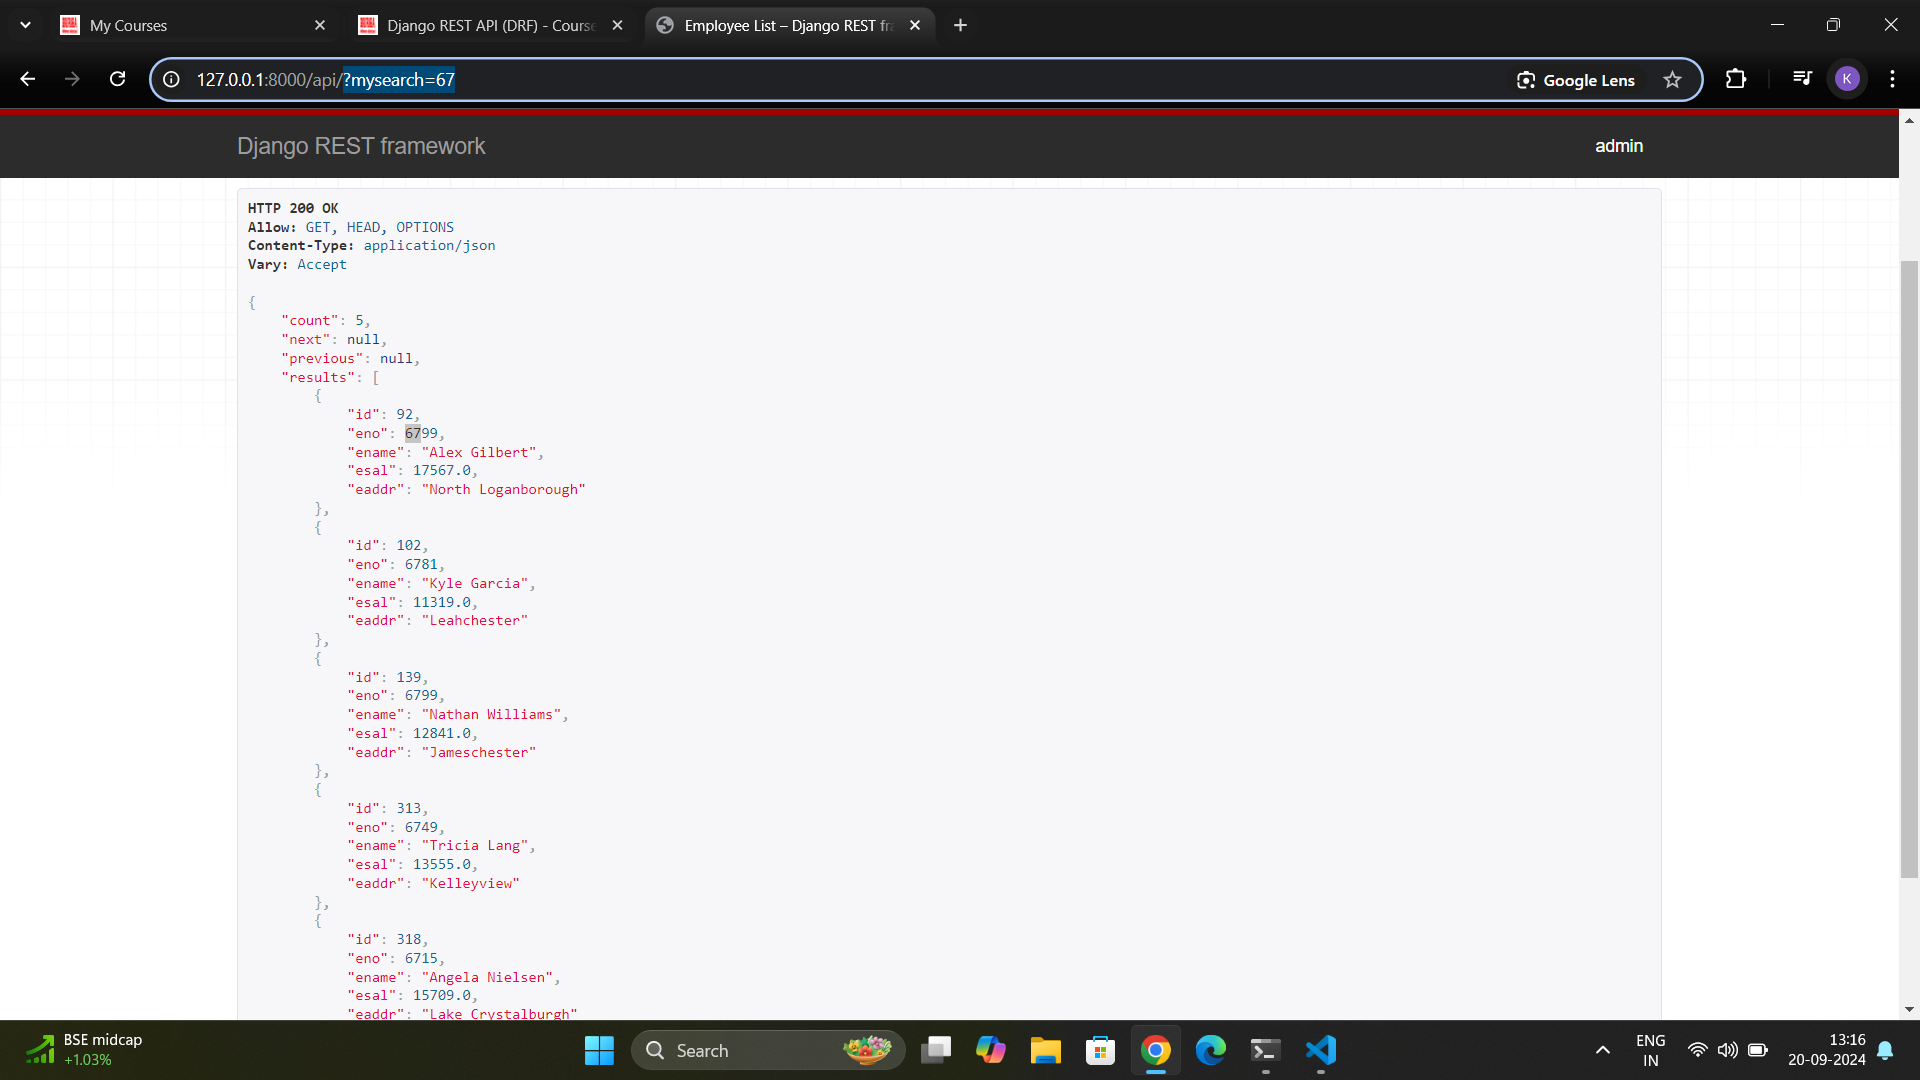 My Courses
Django REST API (DRF) - Course
Employee List – Django REST fr
127.0.0.1:8000/api/?mysearch=67
Google Lens
K
Django REST framework
admin
HTTP 200 OK
Allow: GET, HEAD, OPTIONS
Content-Type: application/json
Vary: Accept
{
"count": 5,
"next": null,
"previous": null,
"results": [
{
"id": 92,
"eno": 6799,
"ename": "Alex Gilbert",
"esal": 17567.0,
"eaddr": "North Loganborough"
},
{
"id": 102,
"eno": 6781,
"ename": "Kyle Garcia",
"esal": 11319.0,
"eaddr": "Leahchester"
},
{
"id": 139,
"eno": 6799,
"ename": "Nathan Williams",
"esal": 12841.0,
"eaddr": "Jameschester"
},
{
"id": 313,
"eno": 6749,
"ename": "Tricia Lang",
"esal": 13555.0,
"eaddr": "Kelleyview"
},
{
"id": 318,
"eno": 6715,
"ename": "Angela Nielsen",
"esal": 15709.0,
"eaddr": "Lake Crystalburgh"
BSE midcap
+1.03%
Search
ENG
IN
13:16
20-09-2024